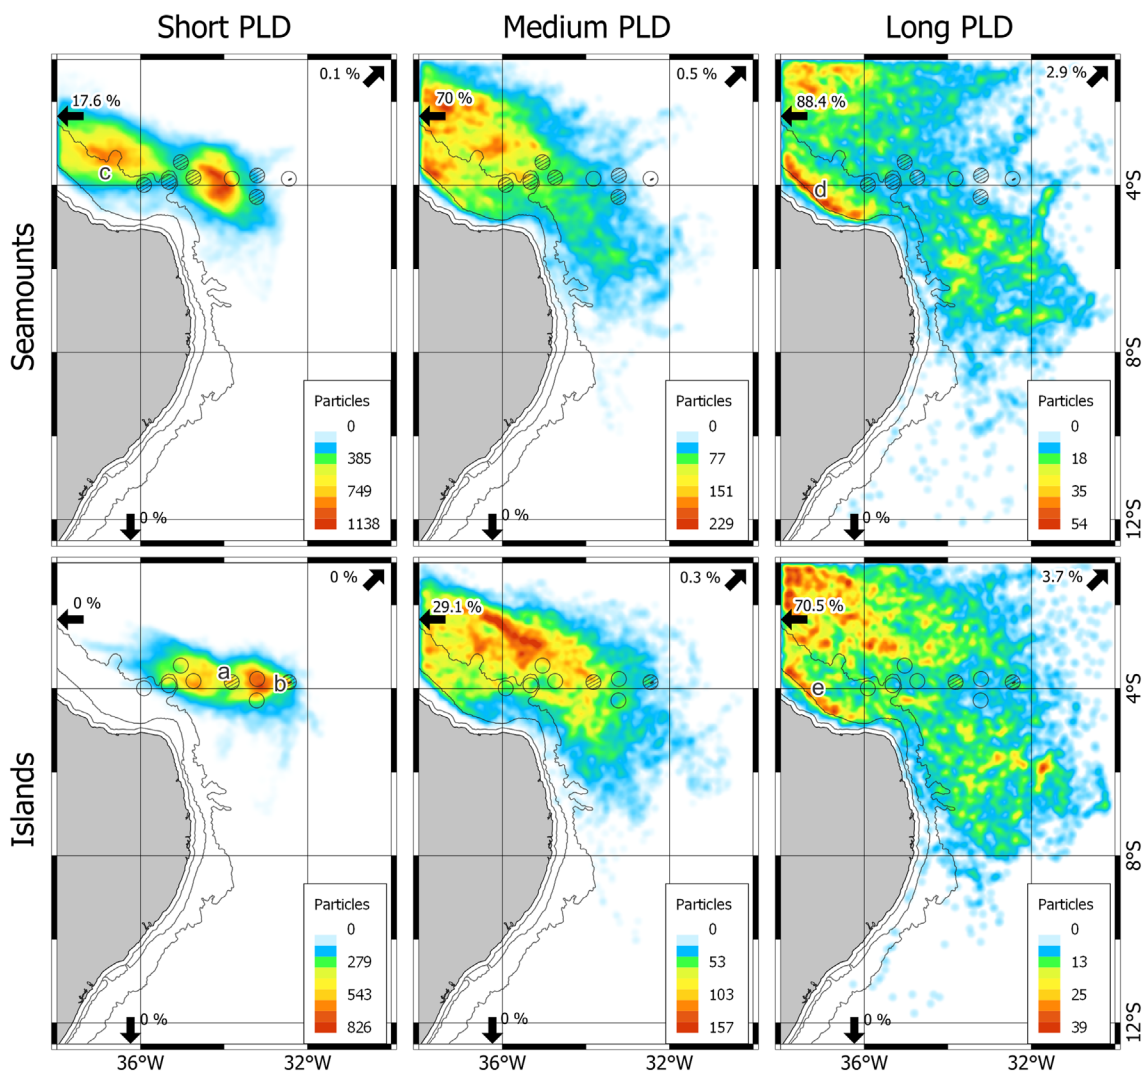 Short PLD
Medium PLD
Long PLD
Seamounts
0.1 %
17.6 %
c
Particles
0
385
749
1138
0 %
0.5 %
70 %
Particles
0
77
151
229
0 %
2.9 %
88.4 %
d
Particles
0
18
35
54
0 %
4°S
8°S
12°S
Islands
0 %
0 %
a
b
Particles
0
279
543
826
0 %
0.3 %
29.1 %
Particles
0
53
103
157
0 %
3.7 %
70.5 %
e
Particles
0
13
25
39
0 %
4°S
8°S
12°S
36°W
32°W
36°W
32°W
36°W
32°W